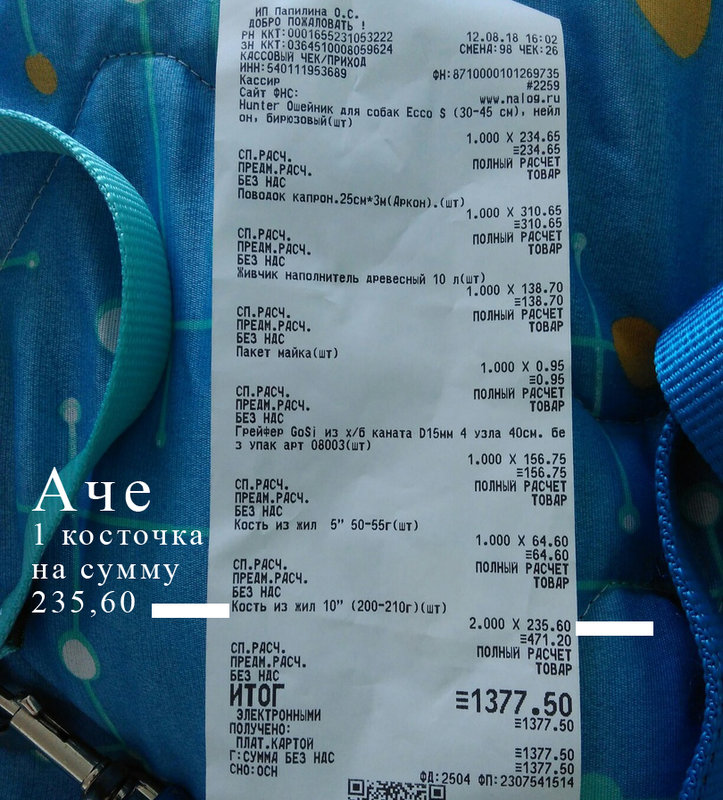 ИП Папилина О.С.
ДОБРО ПОЖАЛОВАТЬ !
РН ККТ:0001655231053222 12.08.18 16:02
ЗН ККТ:0364510008059624 СМЕНА:98 ЧЕК:26
КАССОВЫЙ ЧЕК/ПРИХОД
ИНН:540111953689 ФН:8710000101269735
Кассир #2259
Сайт ФНС: www.nalog.ru
Hunter Ошейник для собак Ecco S (30-45 см), нейл
он, бирюзовый(шт)
1.000 X 234.65
≡234.65
СП.РАСЧ. ПОЛНЫЙ РАСЧЕТ
ПРЕДМ.РАСЧ. ТОВАР
БЕЗ НДС
Поводок капрон.25см*3м(Аркон).(шт)
1.000 X 310.65
≡310.65
СП.РАСЧ. ПОЛНЫЙ РАСЧЕТ
ПРЕДМ.РАСЧ. ТОВАР
БЕЗ НДС
Живчик наполнитель древесный 10 л(шт)
1.000 X 138.70
≡138.70
СП.РАСЧ. ПОЛНЫЙ РАСЧЕТ
ПРЕДМ.РАСЧ. ТОВАР
БЕЗ НДС
Пакет майка(шт)
1.000 X 0.95
≡0.95
СП.РАСЧ. ПОЛНЫЙ РАСЧЕТ
ПРЕДМ.РАСЧ. ТОВАР
БЕЗ НДС
Грейфер GoSi из х/б каната D15мм 4 узла 40см. бе
з упак арт 08003(шт)
1.000 X 156.75
≡156.75
СП.РАСЧ. ПОЛНЫЙ РАСЧЕТ
ПРЕДМ.РАСЧ. ТОВАР
БЕЗ НДС
Кость из жил 5" 50-55г(шт)
1.000 X 64.60
≡64.60
СП.РАСЧ. ПОЛНЫЙ РАСЧЕТ
ПРЕДМ.РАСЧ. ТОВАР
БЕЗ НДС
Кость из жил 10" (200-210г)(шт)
2.000 X 235.60
≡471.20
СП.РАСЧ. ПОЛНЫЙ РАСЧЕТ
ПРЕДМ.РАСЧ. ТОВАР
БЕЗ НДС
ИТОГ ≡1377.50
ЭЛЕКТРОННЫМИ ≡1377.50
ПОЛУЧЕНО:
ПЛАТ.КАРТОЙ ≡1377.50
Г:СУММА БЕЗ НДС ≡1377.50
СНО:ОСН ФД:2504 ФП:2307541514
Аче
1 косточка
на сумму
235,60